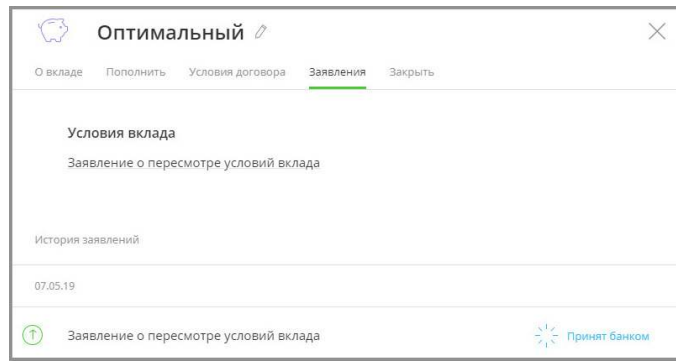 Оптимальный
О вкладе Пополнить Условия договора Заявления Закрыть
Условия вклада
Заявление о пересмотре условий вклада
История заявлений
07.05.19
Заявление о пересмотре условий вклада Принят банком